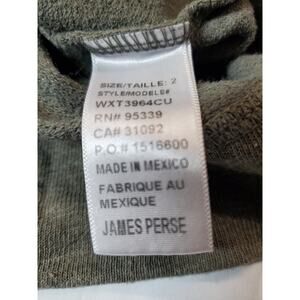 SIZE/TAILLE: 2
STYLE/MODELE#
WXT3964CU
RN# 95339
CA# 31092
P.O.# 1516600
MADE IN MEXICO
FABRIQUE AU
MEXIQUE
JAMES PERSE